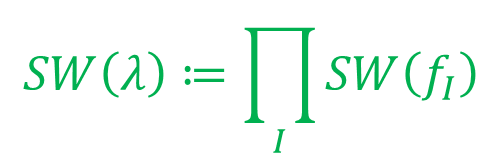 SW(λ) ≔ ∏_I SW(f_I)